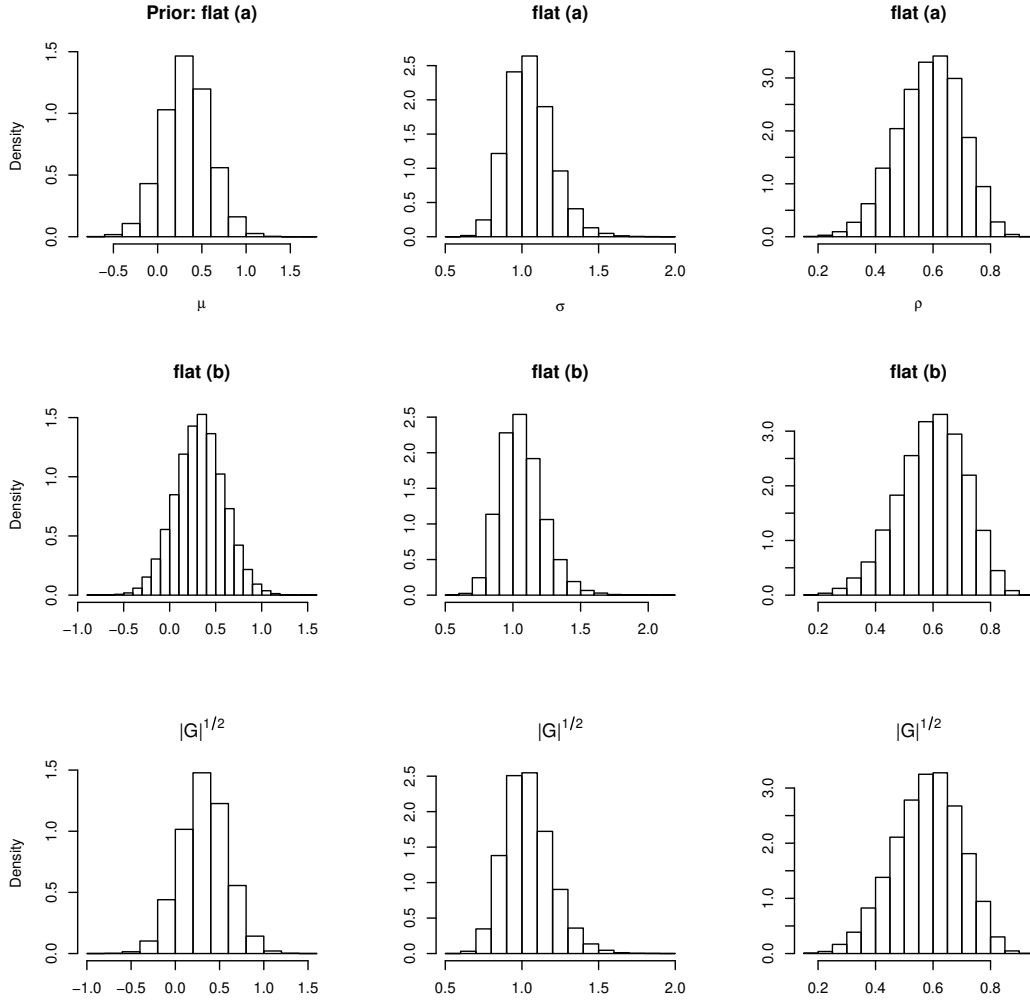 Prior: flat (a)
flat (a)
flat (a)
Density
0.0 0.5 1.0 1.5
−0.5 0.0 0.5 1.0 1.5
μ
0.0 0.5 1.0 1.5 2.0 2.5
0.5 1.0 1.5 2.0
σ
0.0 1.0 2.0 3.0
0.2 0.4 0.6 0.8
ρ
flat (b)
flat (b)
flat (b)
Density
0.0 0.5 1.0 1.5
−1.0 −0.5 0.0 0.5 1.0 1.5
0.0 0.5 1.0 1.5 2.0 2.5
0.5 1.0 1.5 2.0
0.0 1.0 2.0 3.0
0.2 0.4 0.6 0.8
|G|^{1/2}
|G|^{1/2}
|G|^{1/2}
Density
0.0 0.5 1.0 1.5
−1.0 −0.5 0.0 0.5 1.0 1.5
0.0 0.5 1.0 1.5 2.0 2.5
0.5 1.0 1.5 2.0
0.0 1.0 2.0 3.0
0.2 0.4 0.6 0.8